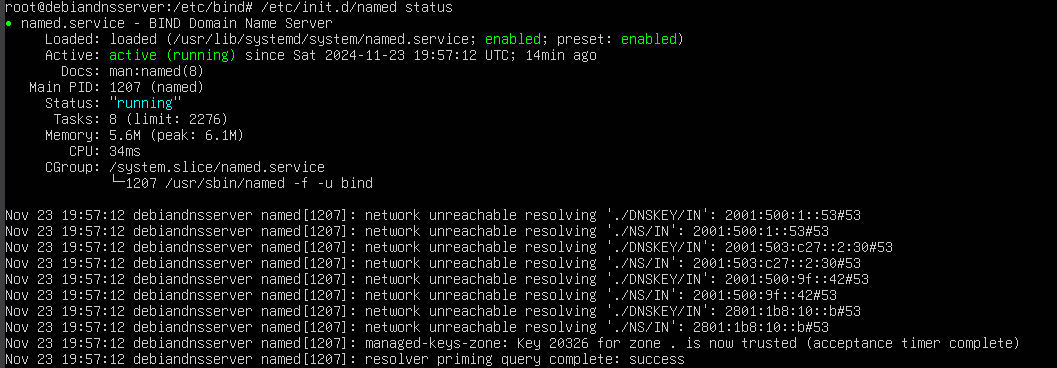 root@debiandnsserver:/etc/bind# /etc/init.d/named status
● named.service - BIND Domain Name Server
Loaded: loaded (/usr/lib/systemd/system/named.service; enabled; preset: enabled)
Active: active (running) since Sat 2024-11-23 19:57:12 UTC; 14min ago
Docs: man:named(8)
Main PID: 1207 (named)
Status: "running"
Tasks: 8 (limit: 2276)
Memory: 5.6M (peak: 6.1M)
CPU: 34ms
CGroup: /system.slice/named.service
└─1207 /usr/sbin/named -f -u bind
Nov 23 19:57:12 debiandnsserver named[1207]: network unreachable resolving './DNSKEY/IN': 2001:500:1::53#53
Nov 23 19:57:12 debiandnsserver named[1207]: network unreachable resolving './NS/IN': 2001:500:1::53#53
Nov 23 19:57:12 debiandnsserver named[1207]: network unreachable resolving './DNSKEY/IN': 2001:503:c27::2:30#53
Nov 23 19:57:12 debiandnsserver named[1207]: network unreachable resolving './NS/IN': 2001:503:c27::2:30#53
Nov 23 19:57:12 debiandnsserver named[1207]: network unreachable resolving './DNSKEY/IN': 2001:500:9f::42#53
Nov 23 19:57:12 debiandnsserver named[1207]: network unreachable resolving './NS/IN': 2001:500:9f::42#53
Nov 23 19:57:12 debiandnsserver named[1207]: network unreachable resolving './DNSKEY/IN': 2801:1b8:10::b#53
Nov 23 19:57:12 debiandnsserver named[1207]: network unreachable resolving './NS/IN': 2801:1b8:10::b#53
Nov 23 19:57:12 debiandnsserver named[1207]: managed-keys-zone: Key 20326 for zone . is now trusted (acceptance timer complete)
Nov 23 19:57:12 debiandnsserver named[1207]: resolver priming query complete: success